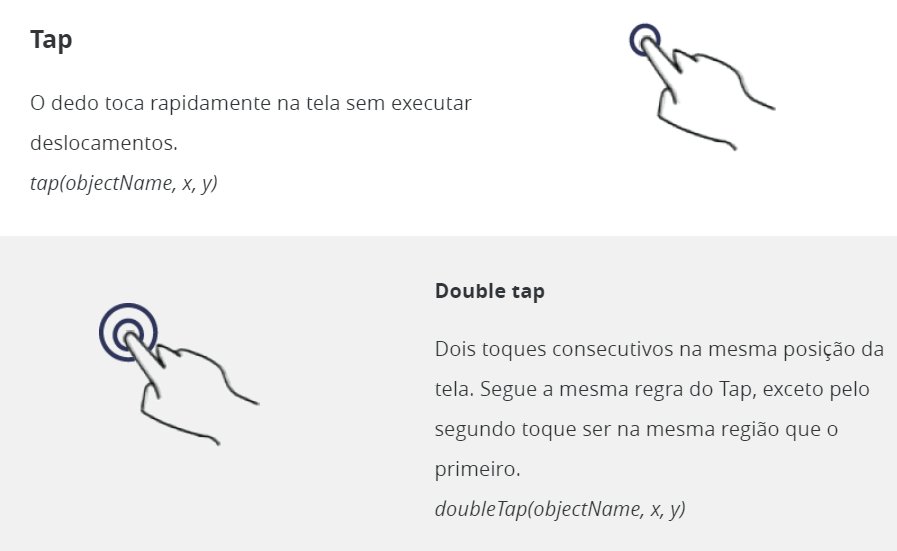 Tap
O dedo toca rapidamente na tela sem executar
deslocamentos.
tap(objectName, x, y)
Double tap
Dois toques consecutivos na mesma posição da
tela. Segue a mesma regra do Tap, exceto pelo
segundo toque ser na mesma região que o
primeiro.
doubleTap(objectName, x, y)